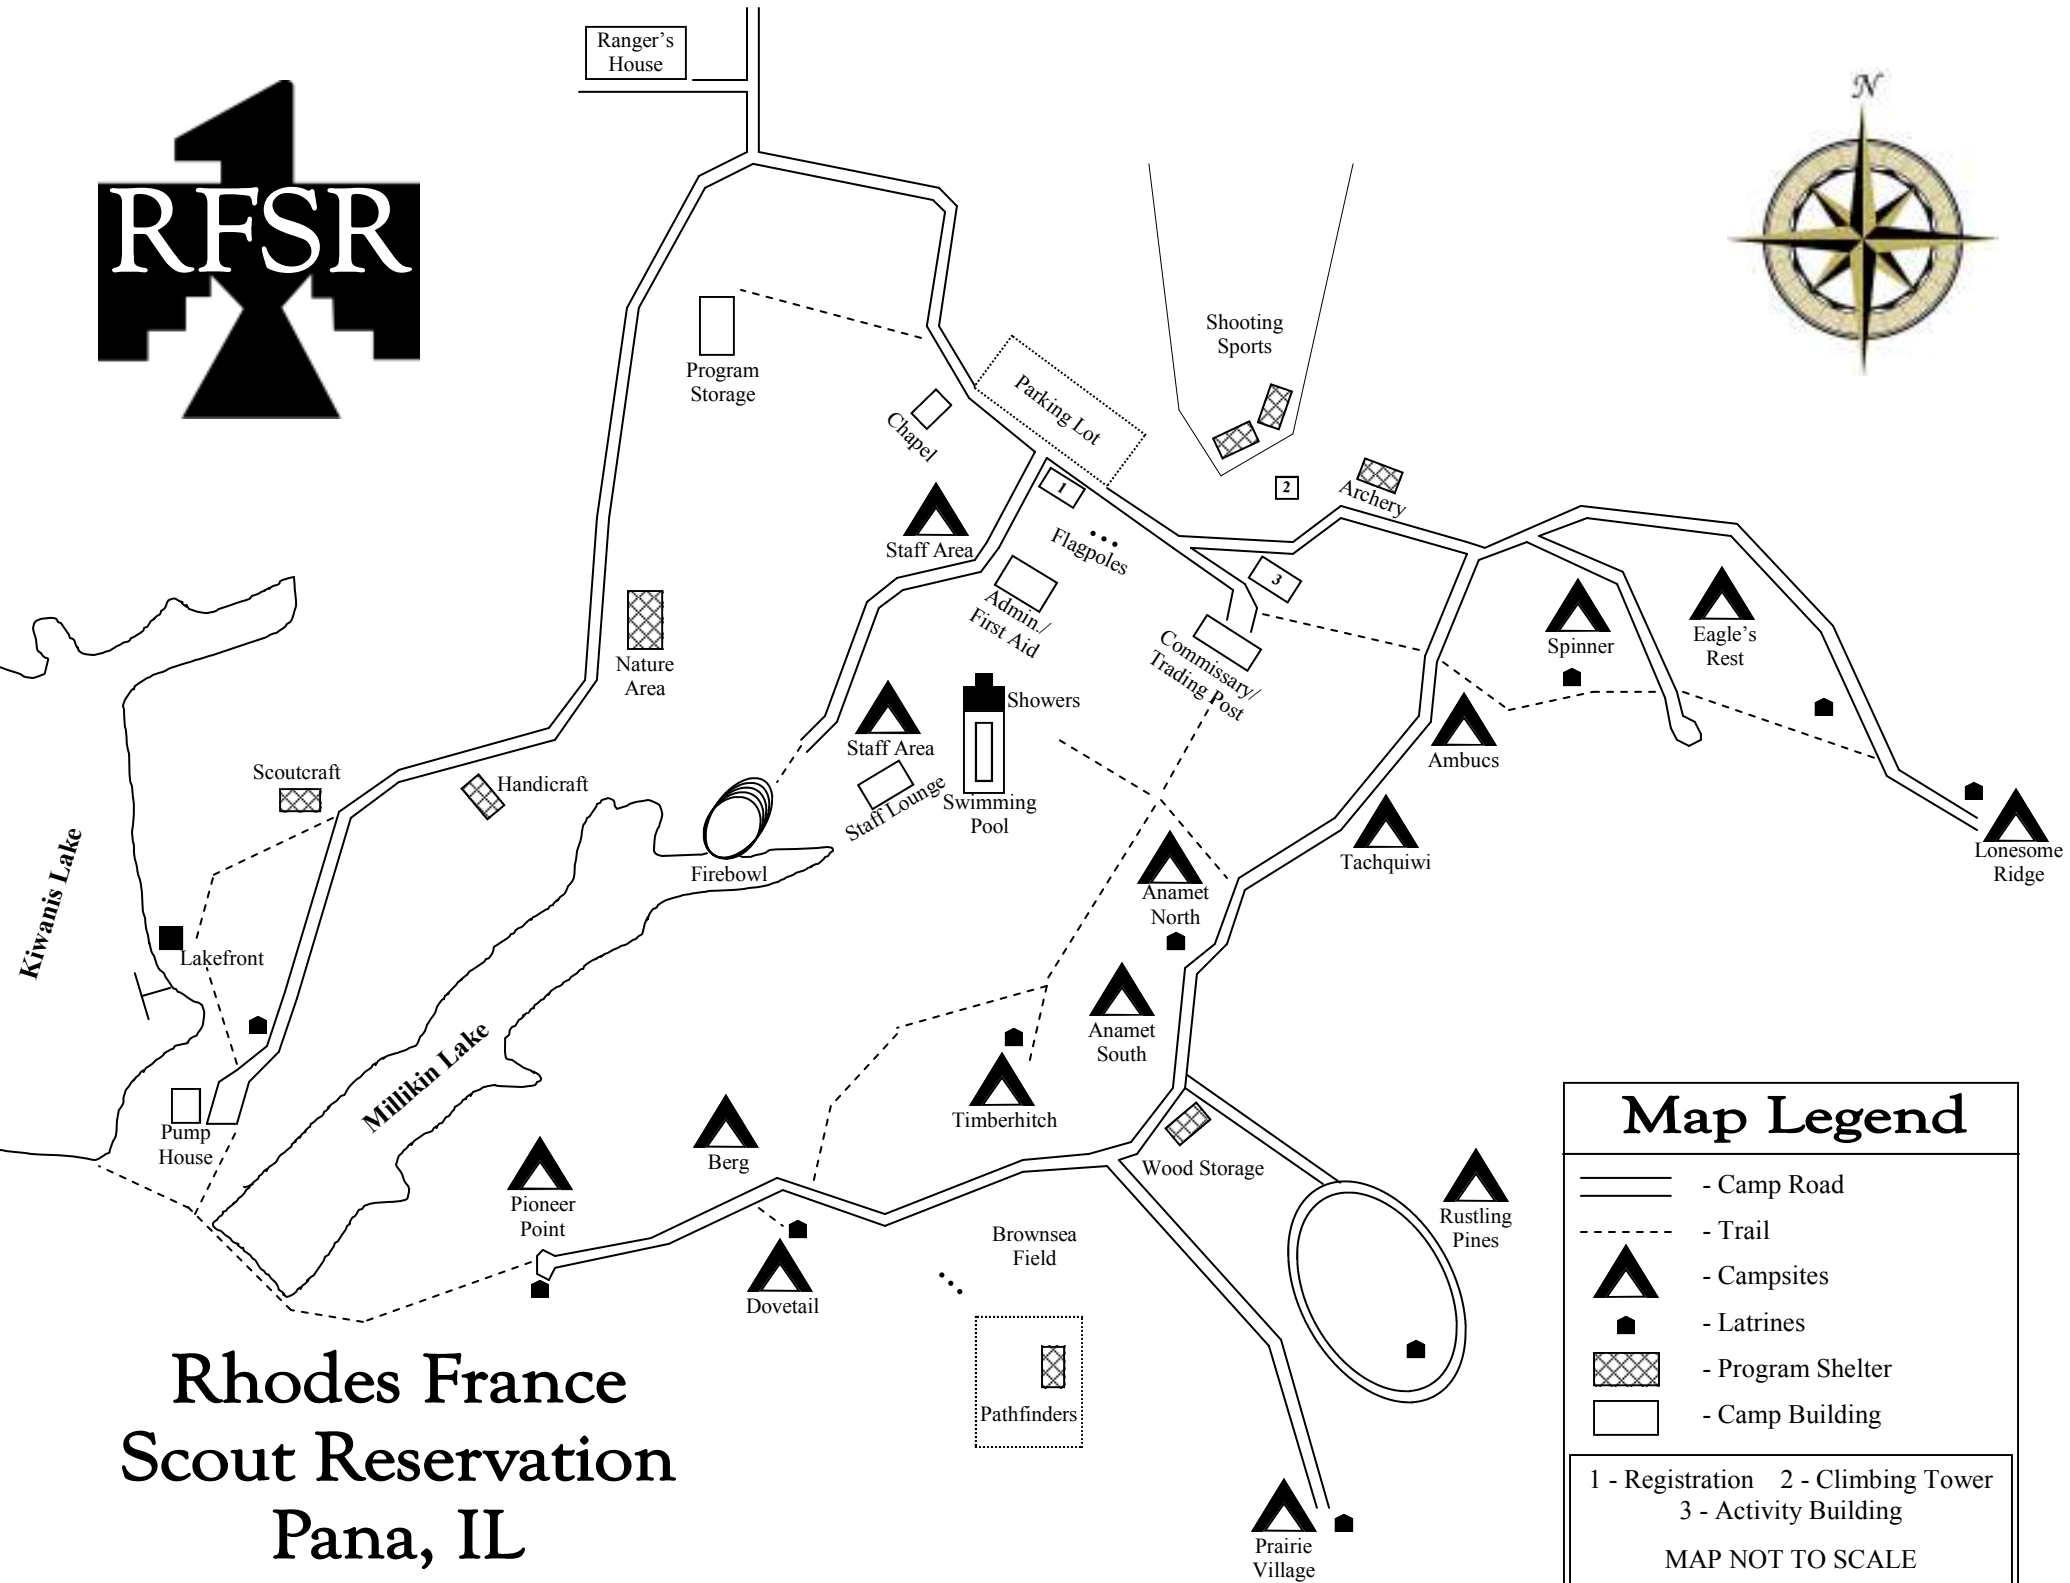 Ranger's
House
N
RFSR
Shooting
Sports
Program
Storage
Parking Lot
Chapel
1
2
Archery
Staff Area
Flagpoles
3
Admin./
First Aid
Commissary/
Trading Post
Spinner
Eagle's
Rest
Nature
Area
Showers
Staff Area
Ambucs
Scoutcraft
Handicraft
Staff Lounge
Swimming
Pool
Firebowl
Tachquiwi
Lonesome
Ridge
Kiwanis Lake
Anamet
North
Lakefront
Anamet
South
Millikin Lake
Timberhitch
Pump
House
Berg
Wood Storage
Pioneer
Point
Rustling
Pines
Brownsea
Field
Dovetail
Pathfinders
Prairie
Village
Rhodes France
Scout Reservation
Pana, IL
Map Legend
- Camp Road
- Trail
- Campsites
- Latrines
- Program Shelter
- Camp Building
1 - Registration 2 - Climbing Tower
3 - Activity Building
MAP NOT TO SCALE